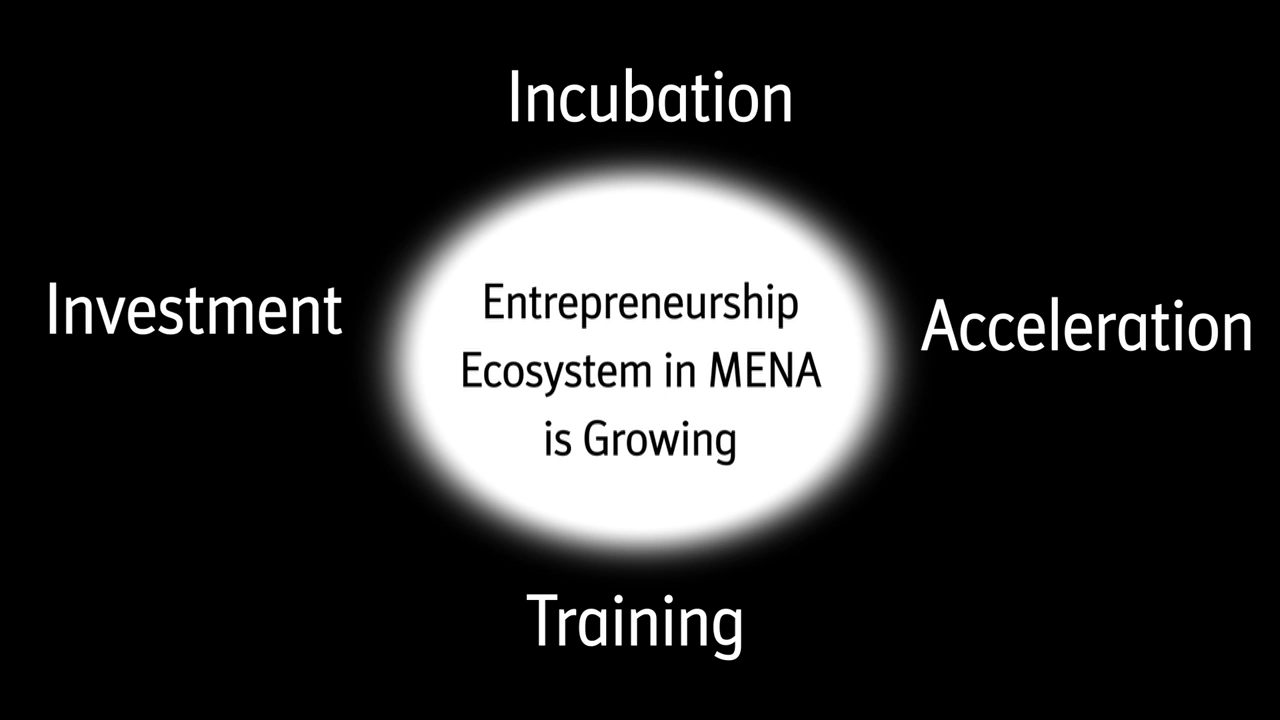 Incubation
Investment
Entrepreneurship
Ecosystem in MENA
is Growing
Acceleration
Training